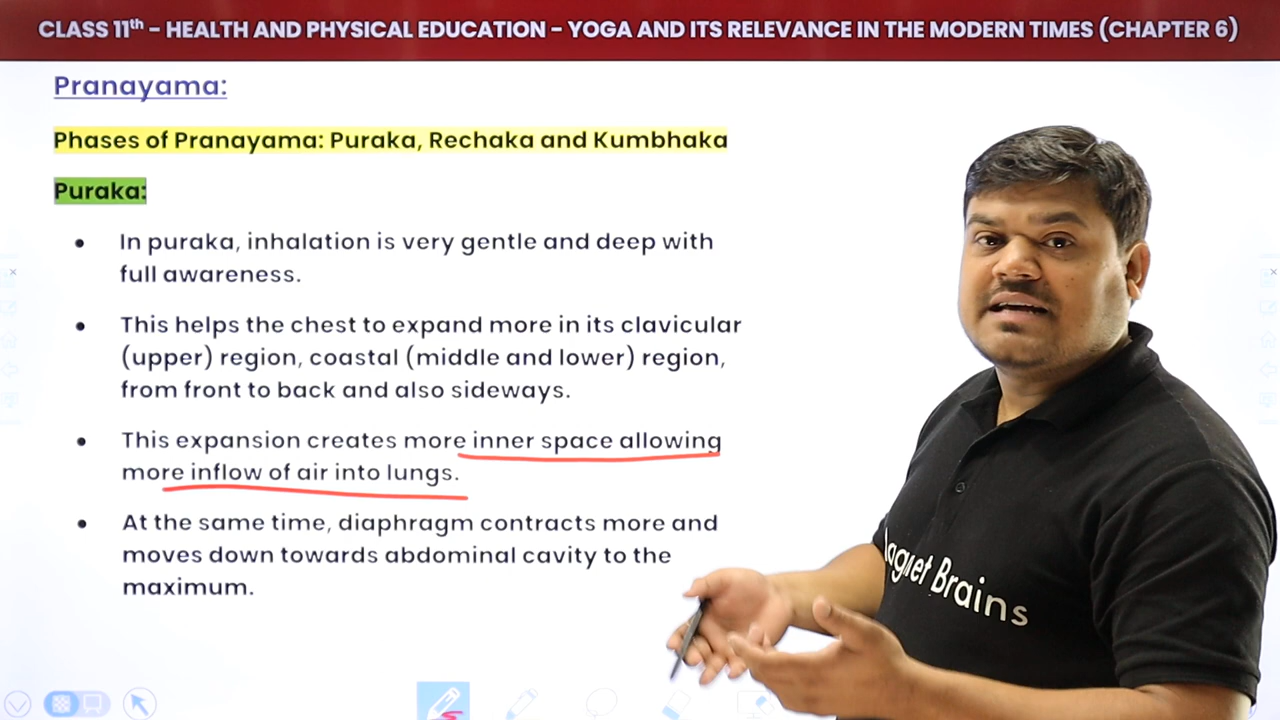 CLASS 11th – HEALTH AND PHYSICAL EDUCATION – YOGA AND ITS RELEVANCE IN THE MODERN TIMES (CHAPTER 6)
Pranayama:
Phases of Pranayama: Puraka, Rechaka and Kumbhaka
Puraka:
• In puraka, inhalation is very gentle and deep with
full awareness.
• This helps the chest to expand more in its clavicular
(upper) region, coastal (middle and lower) region,
from front to back and also sideways.
• This expansion creates more inner space allowing
more inflow of air into lungs.
• At the same time, diaphragm contracts more and
moves down towards abdominal cavity to the
maximum.
agnet Brains